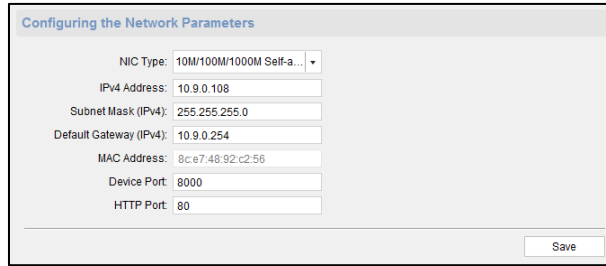 Configuring the Network Parameters
NIC Type: 10M/100M/1000M Self-a...
IPv4 Address: 10.9.0.108
Subnet Mask (IPv4): 255.255.255.0
Default Gateway (IPv4): 10.9.0.254
MAC Address: 8c:e7:48:92:c2:56
Device Port: 8000
HTTP Port: 80
Save